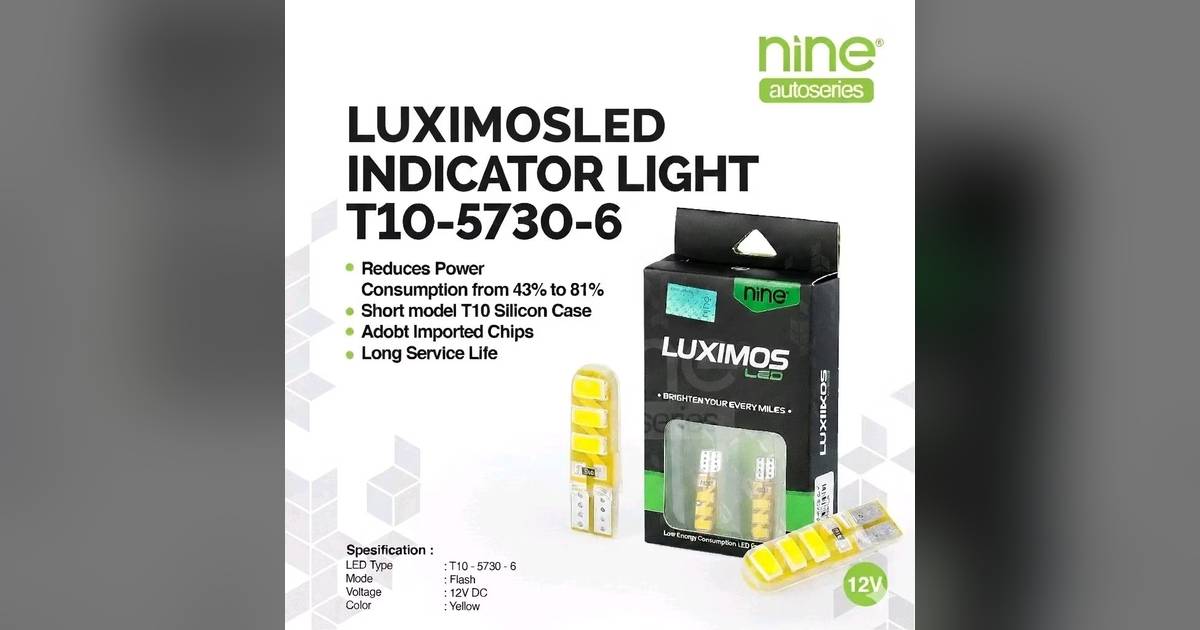 nine®
autoseries
LUXIMOSLED
INDICATOR LIGHT
T10-5730-6
Reduces Power
Consumption from 43% to 81%
Short model T10 Silicon Case
Adobt Imported Chips
Long Service Life
nine
LUXIMOS
LED
• BRIGHTEN YOUR EVERY MILES •
Low Energy Consumption LED
LUXIMOS
LED
Spesification :
LED Type : T10 - 5730 - 6
Mode : Flash
Voltage : 12V DC
Color : Yellow
12V